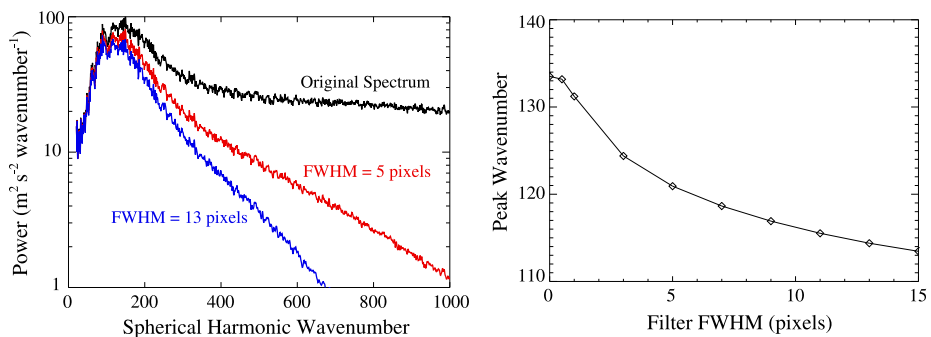 100
10
1
0
200
400
600
800
1000
Power (m² s⁻² wavenumber⁻¹)
Spherical Harmonic Wavenumber
Original Spectrum
FWHM = 5 pixels
FWHM = 13 pixels
130
120
110
0
5
10
15
Peak Wavenumber
Filter FWHM (pixels)